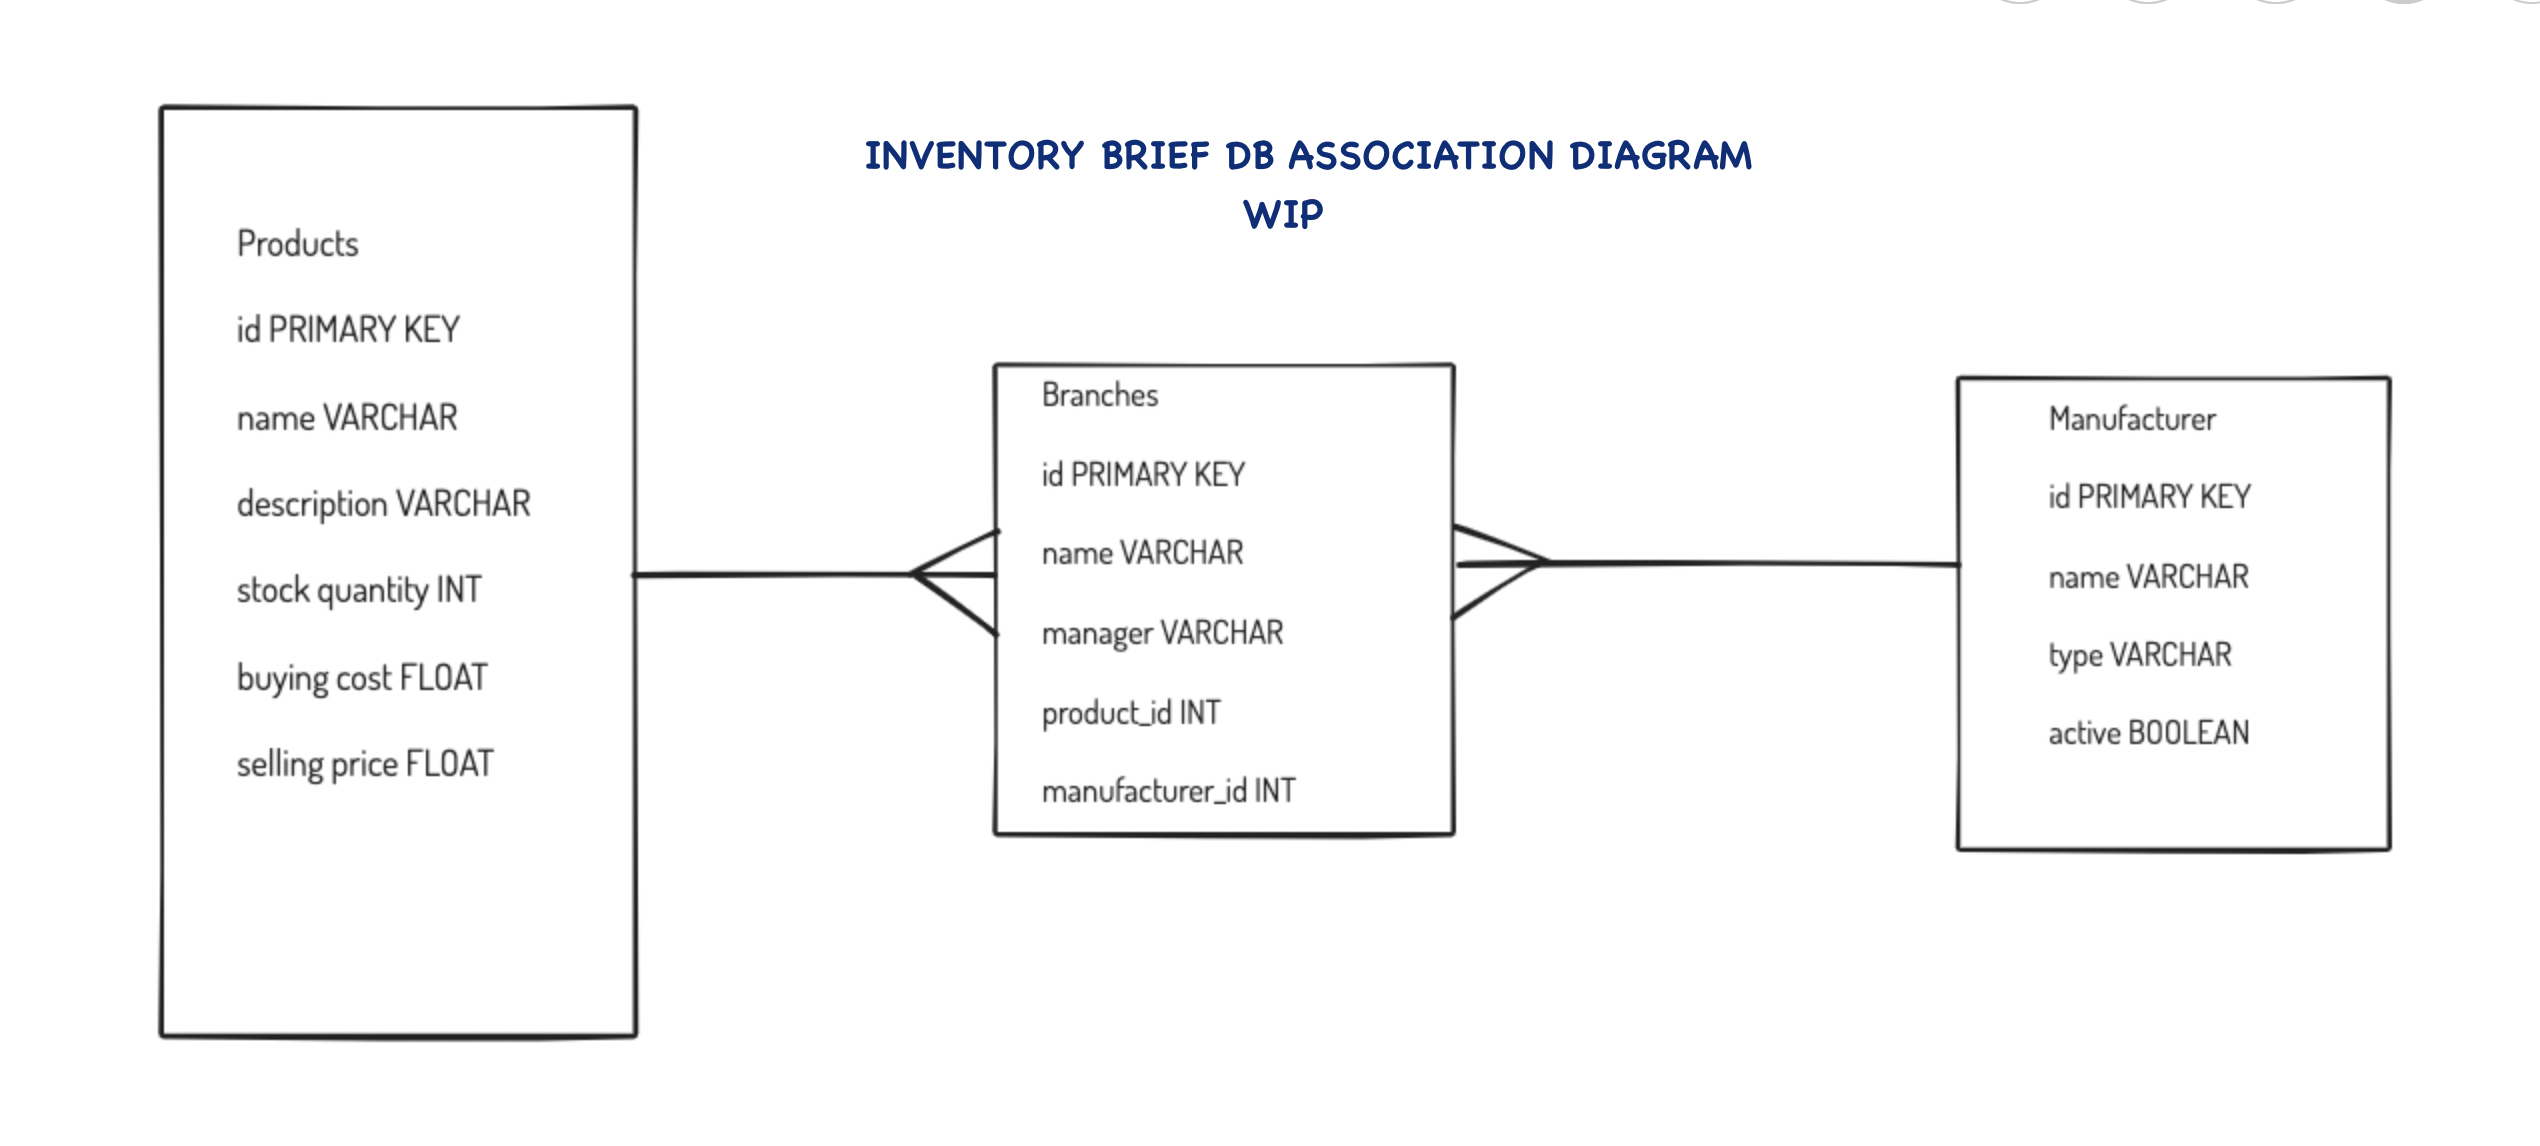 INVENTORY BRIEF DB ASSOCIATION DIAGRAM
WIP
Products
id PRIMARY KEY
name VARCHAR
description VARCHAR
stock quantity INT
buying cost FLOAT
selling price FLOAT
Branches
id PRIMARY KEY
name VARCHAR
manager VARCHAR
product_id INT
manufacturer_id INT
Manufacturer
id PRIMARY KEY
name VARCHAR
type VARCHAR
active BOOLEAN